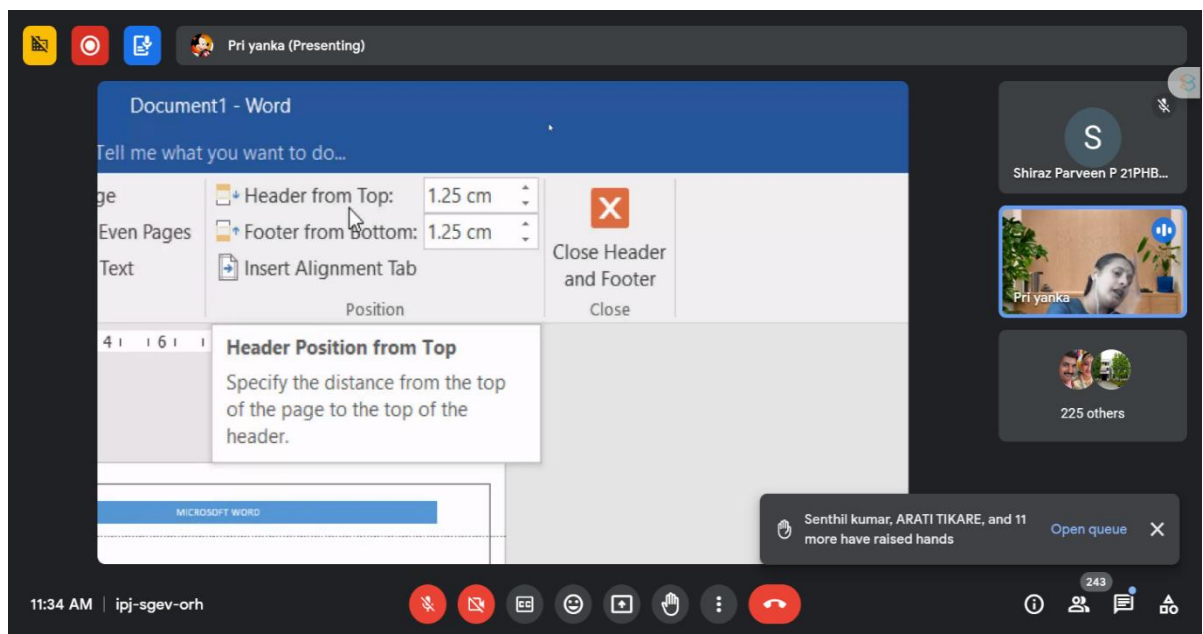 Pri yanka (Presenting)
Document1 - Word
Tell me what you want to do...
ge
Header from Top:
1.25 cm
Even Pages
Footer from Bottom:
1.25 cm
Text
Insert Alignment Tab
Close Header
and Footer
Position
Close
4
6
Header Position from Top
Specify the distance from the top
of the page to the top of the
header.
MICROSOFT WORD
S
Shiraz Parveen P 21PHB...
Pri yanka
225 others
Senthil kumar, ARATI TIKARE, and 11
more have raised hands
Open queue
11:34 AM | ipj-sgev-orh
CC
243